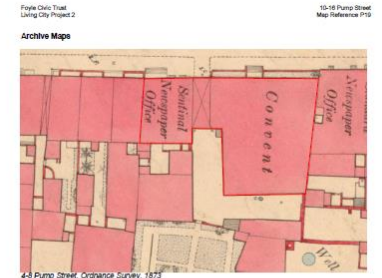 Foyle Civic Trust
Living City Project 2
10-16 Pump Street
Map Reference P19
Archive Maps
Sentinal
Newspaper
Office
Convent
Newspaper
Office
Well
4-8 Pump Street, Ordnance Survey, 1873